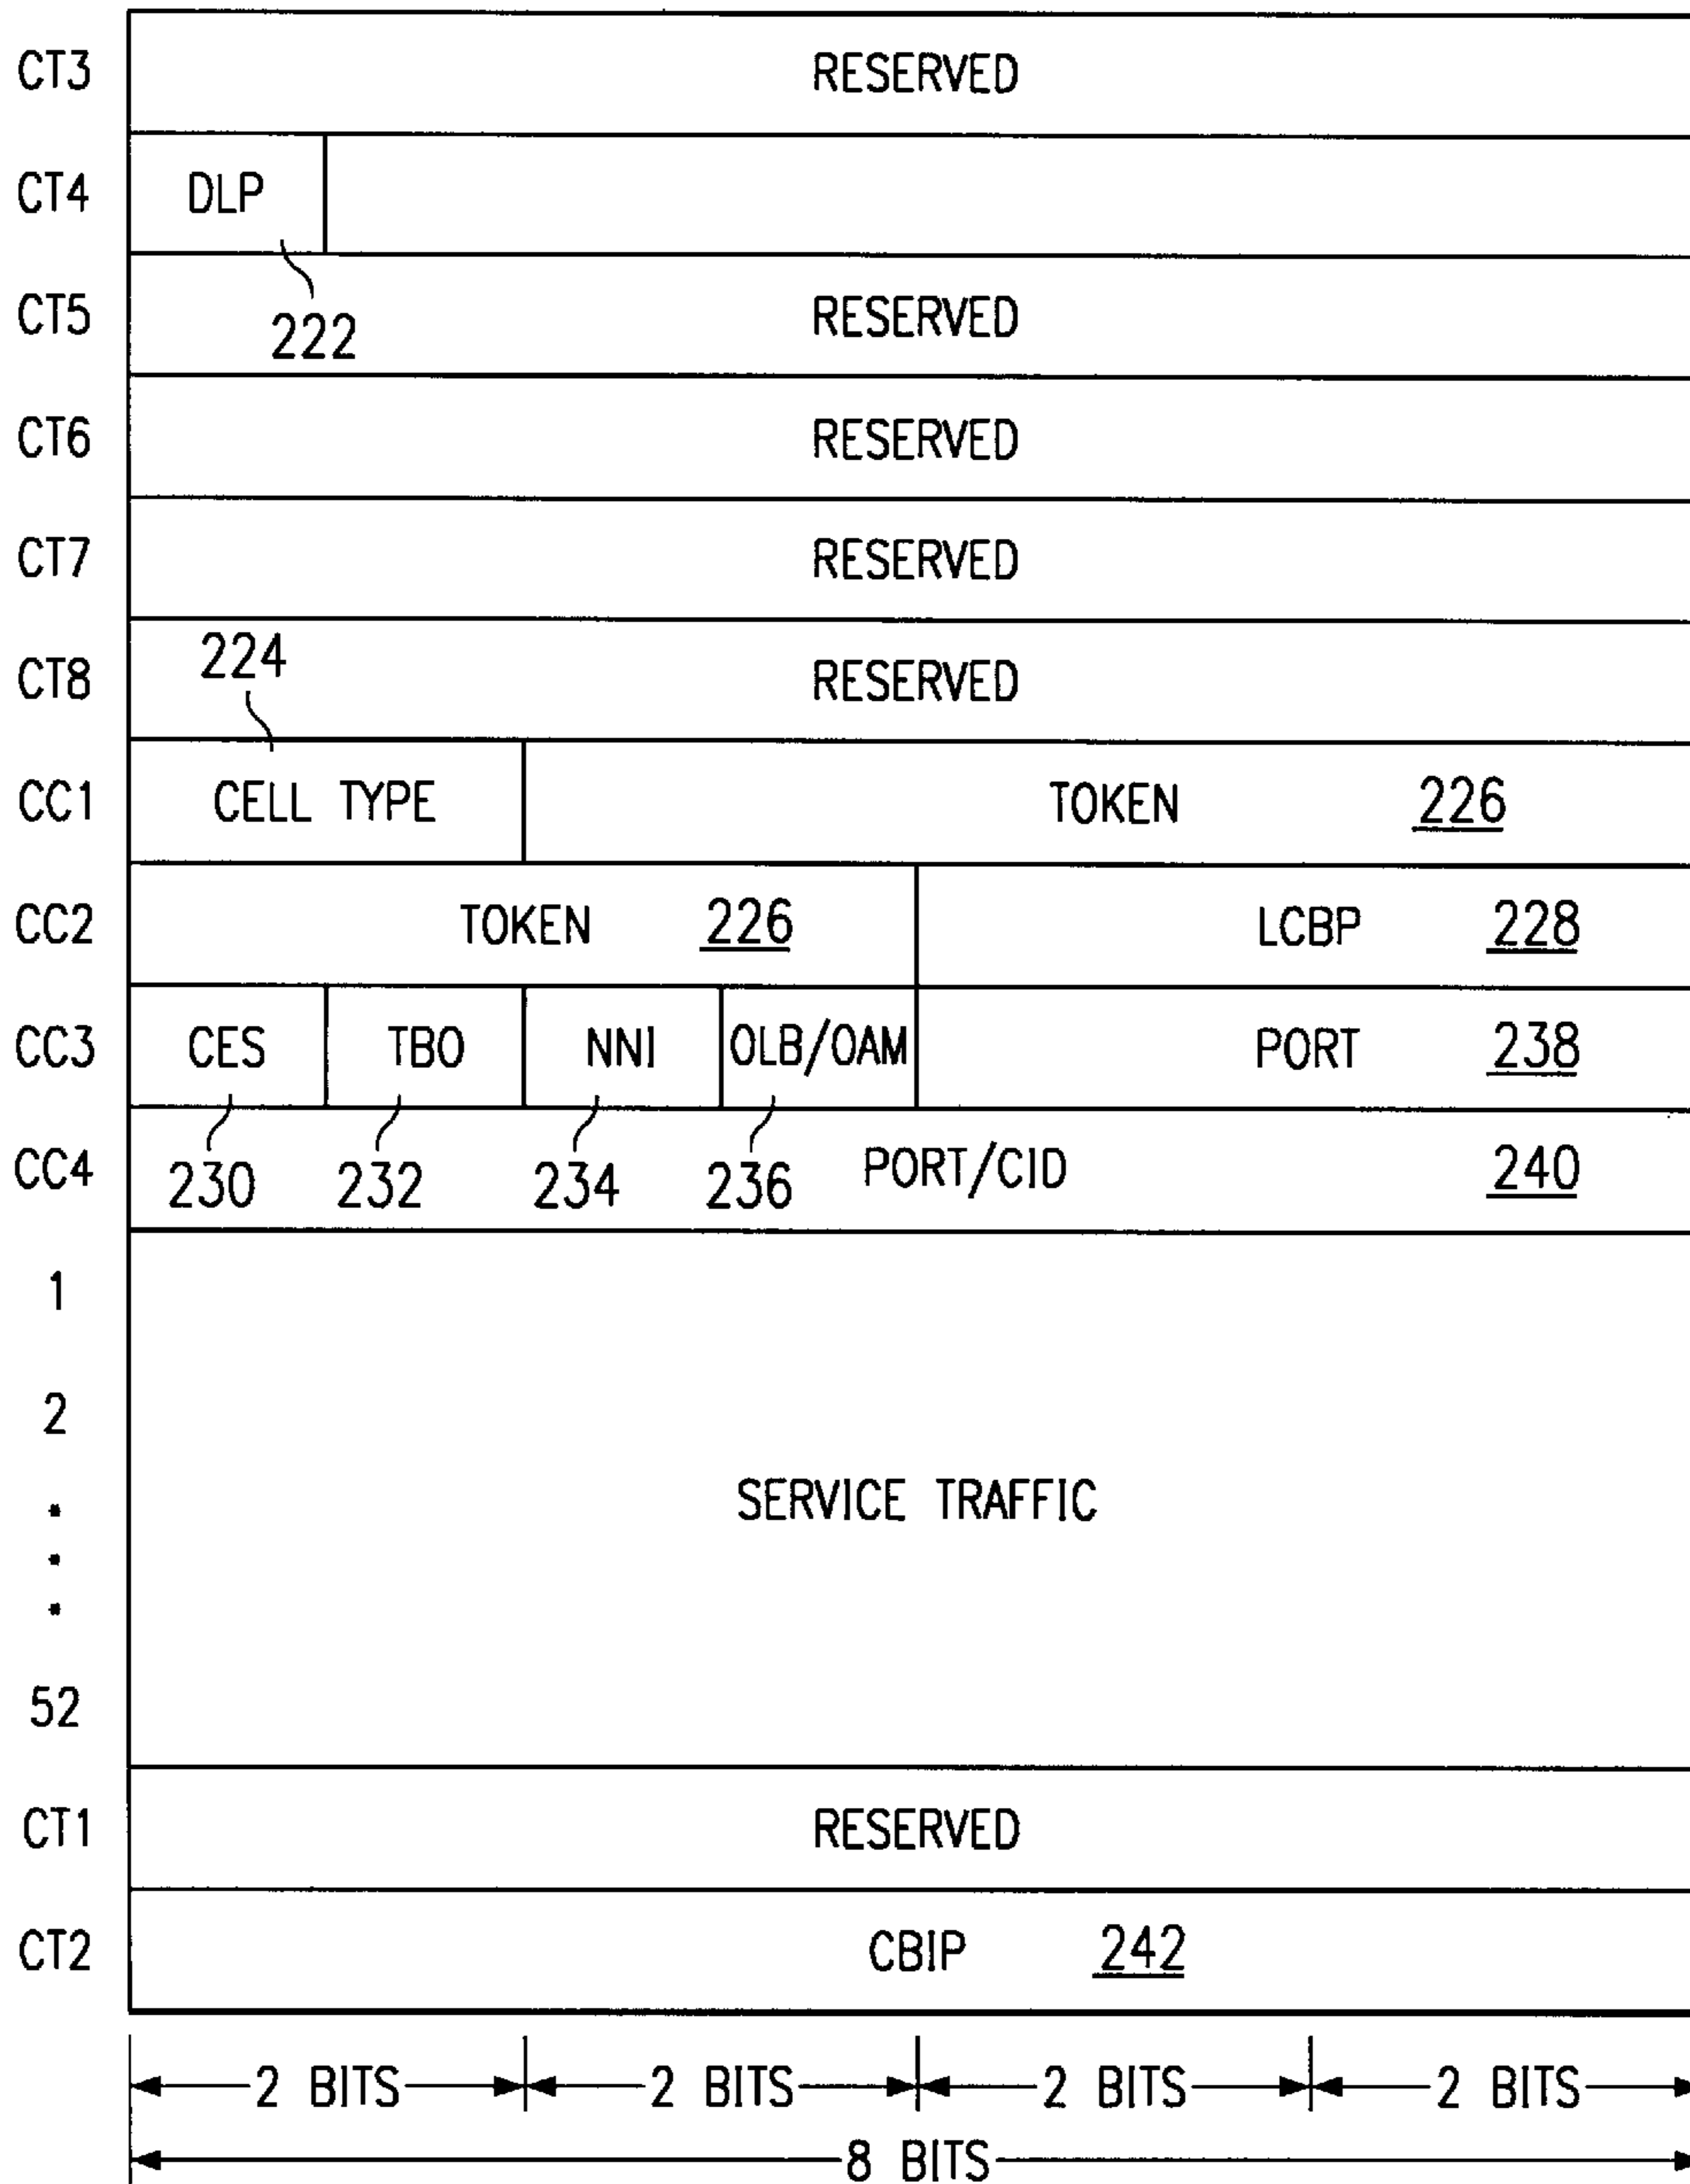 CT3 RESERVED
CT4 DLP
222
CT5 RESERVED
CT6 RESERVED
CT7 RESERVED
224
CT8 RESERVED
CC1 CELL TYPE TOKEN 226
CC2 TOKEN 226 LCBP 228
CC3 CES TBO NNI OLB/OAM PORT 238
CC4 230 232 234 236 PORT/CID 240
1
2
.
.
.
SERVICE TRAFFIC
52
CT1 RESERVED
CT2 CBIP 242
2 BITS 2 BITS 2 BITS 2 BITS
8 BITS